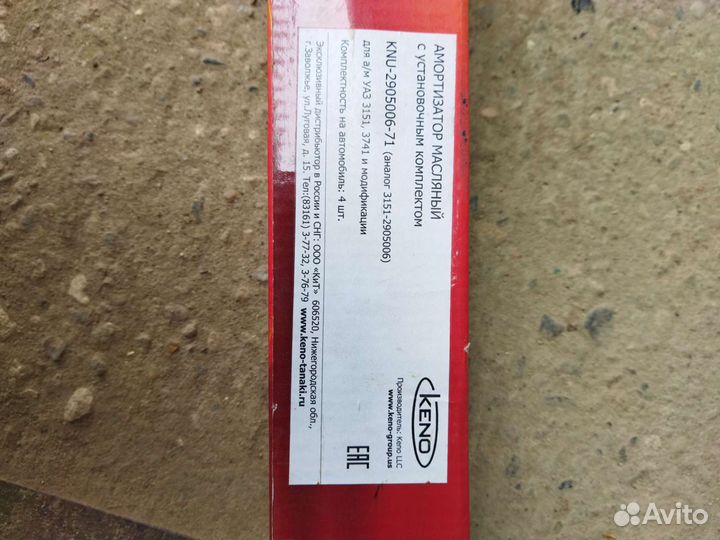 АМОРТИЗАТОР МАСЛЯНЫЙ
с установочным комплектом
KNU-2905006-71 (аналог 3151-2905006)
для а/м УАЗ 3151, 3741 и модификации
Комплектность на автомобиль: 4 шт.
Эксклюзивный дистрибьютор в России и СНГ: ООО «КиТ» 606520, Нижегородская обл.,
г.Заволжье, ул.Луговая, д. 15. Тел:(83161) 3-77-32, 3-76-79 www.keno-tanaki.ru
KENO
Производитель: Keno LLC
www.keno-group.us
EAC
Avito